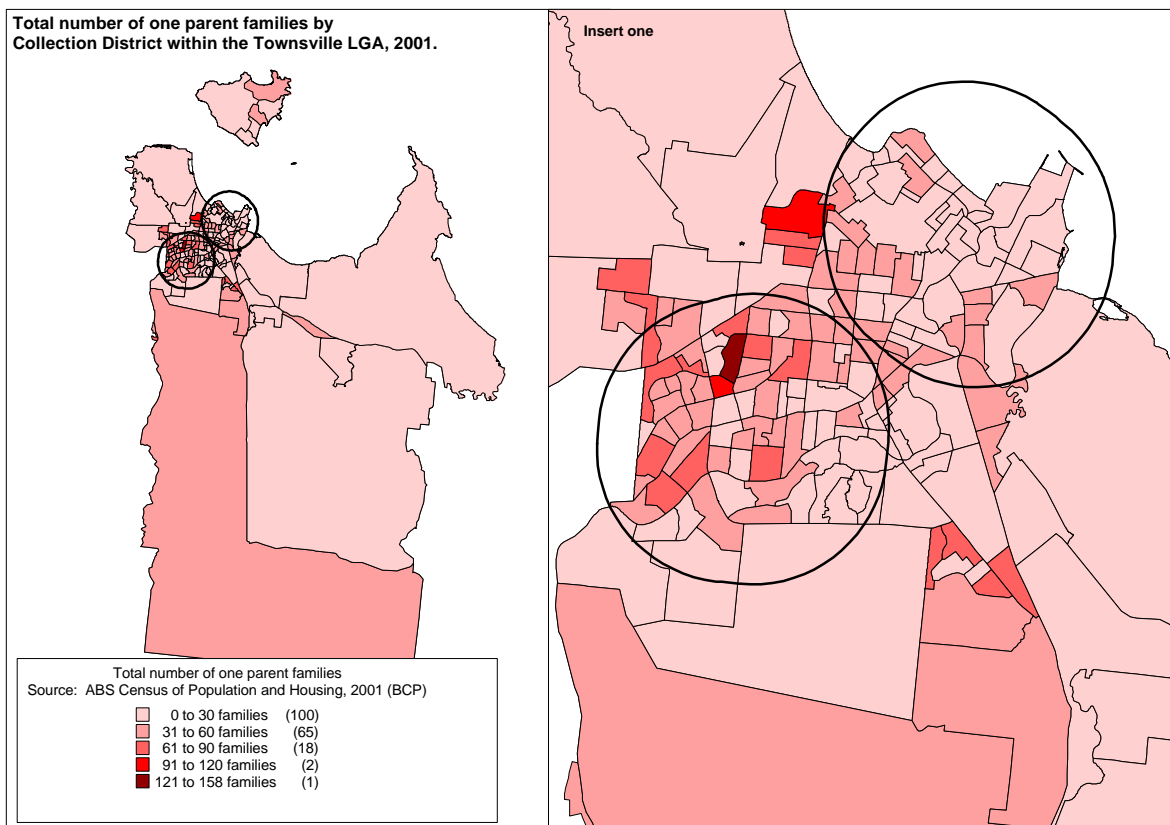 Total number of one parent families by
Collection District within the Townsville LGA, 2001.
Insert one
Total number of one parent families
Source: ABS Census of Population and Housing, 2001 (BCP)
0 to 30 families (100)
31 to 60 families (65)
61 to 90 families (18)
91 to 120 families (2)
121 to 158 families (1)